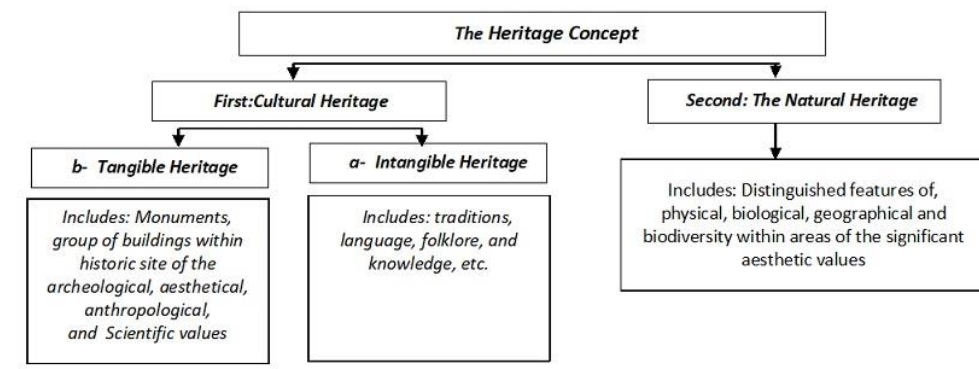 The Heritage Concept
First:Cultural Heritage
Second: The Natural Heritage
b- Tangible Heritage
a- Intangible Heritage
Includes: Monuments,
group of buildings within
historic site of the
archeological, aesthetical,
anthropological,
and Scientific values
Includes: traditions,
language, folklore, and
knowledge, etc.
Includes: Distinguished features of,
physical, biological, geographical and
biodiversity within areas of the significant
aesthetic values